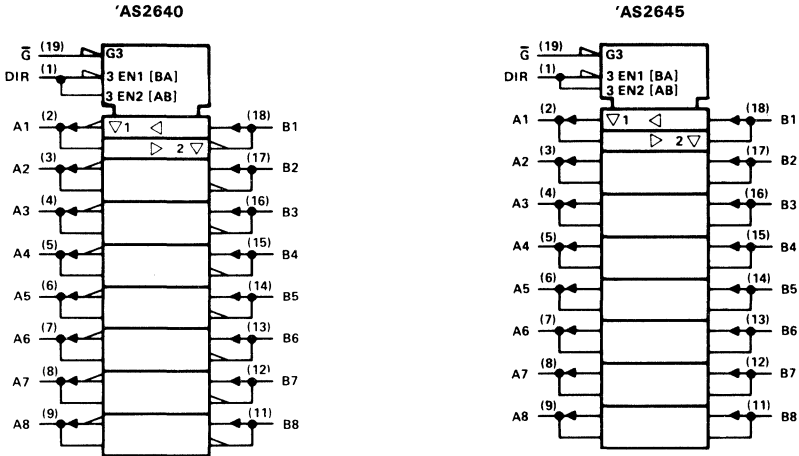 'AS2640
G̅ (19) G3
DIR (1) 3 EN1 [BA]
3 EN2 [AB]
A1 (2) ▽1 ◁ (18) B1
▷ 2 ▽
A2 (3) (17) B2
A3 (4) (16) B3
A4 (5) (15) B4
A5 (6) (14) B5
A6 (7) (13) B6
A7 (8) (12) B7
A8 (9) (11) B8
'AS2645
G̅ (19) G3
DIR (1) 3 EN1 [BA]
3 EN2 [AB]
A1 (2) ▽1 ◁ (18) B1
▷ 2 ▽
A2 (3) (17) B2
A3 (4) (16) B3
A4 (5) (15) B4
A5 (6) (14) B5
A6 (7) (13) B6
A7 (8) (12) B7
A8 (9) (11) B8